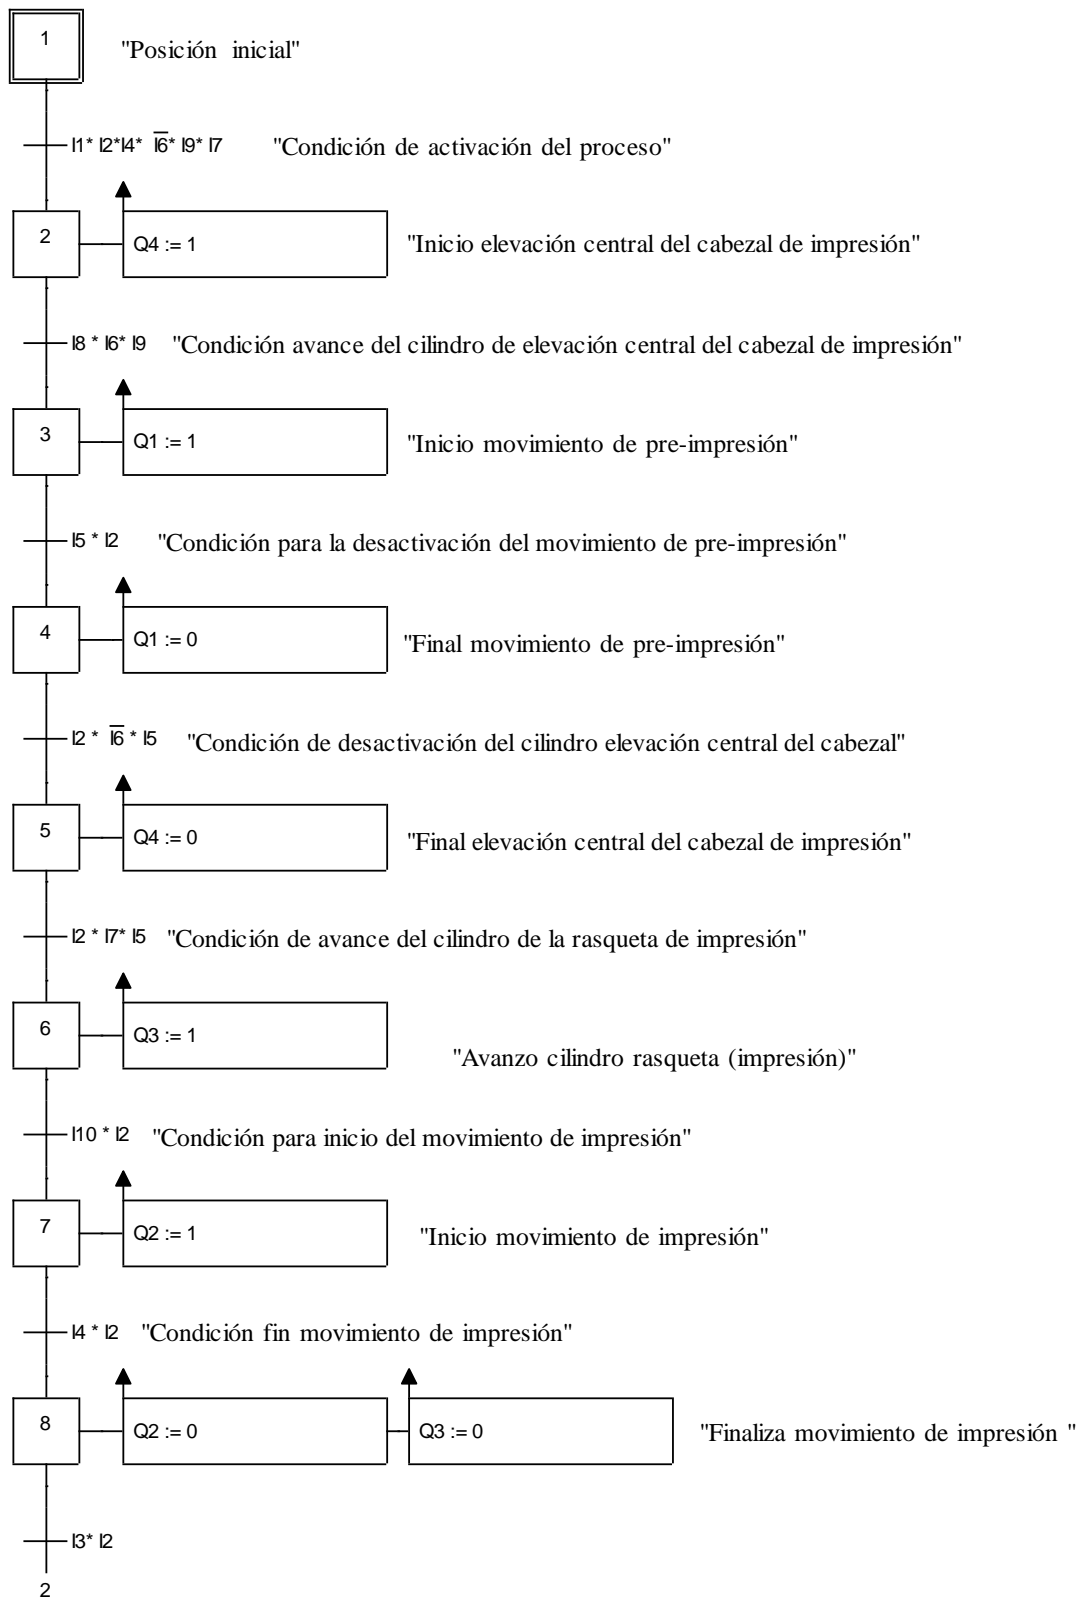 1
"Posición inicial"
I1* I2*I4* I̅6̅* I9* I7 "Condición de activación del proceso"
2
Q4 := 1
"Inicio elevación central del cabezal de impresión"
I8 * I6* I9 "Condición avance del cilindro de elevación central del cabezal de impresión"
3
Q1 := 1
"Inicio movimiento de pre-impresión"
I5 * I2 "Condición para la desactivación del movimiento de pre-impresión"
4
Q1 := 0
"Final movimiento de pre-impresión"
I2 * I̅6̅ * I5 "Condición de desactivación del cilindro elevación central del cabezal"
5
Q4 := 0
"Final elevación central del cabezal de impresión"
I2 * I7* I5 "Condición de avance del cilindro de la rasqueta de impresión"
6
Q3 := 1
"Avanzo cilindro rasqueta (impresión)"
I10 * I2 "Condición para inicio del movimiento de impresión"
7
Q2 := 1
"Inicio movimiento de impresión"
I4 * I2 "Condición fin movimiento de impresión"
8
Q2 := 0
Q3 := 0
"Finaliza movimiento de impresión "
I3* I2
2